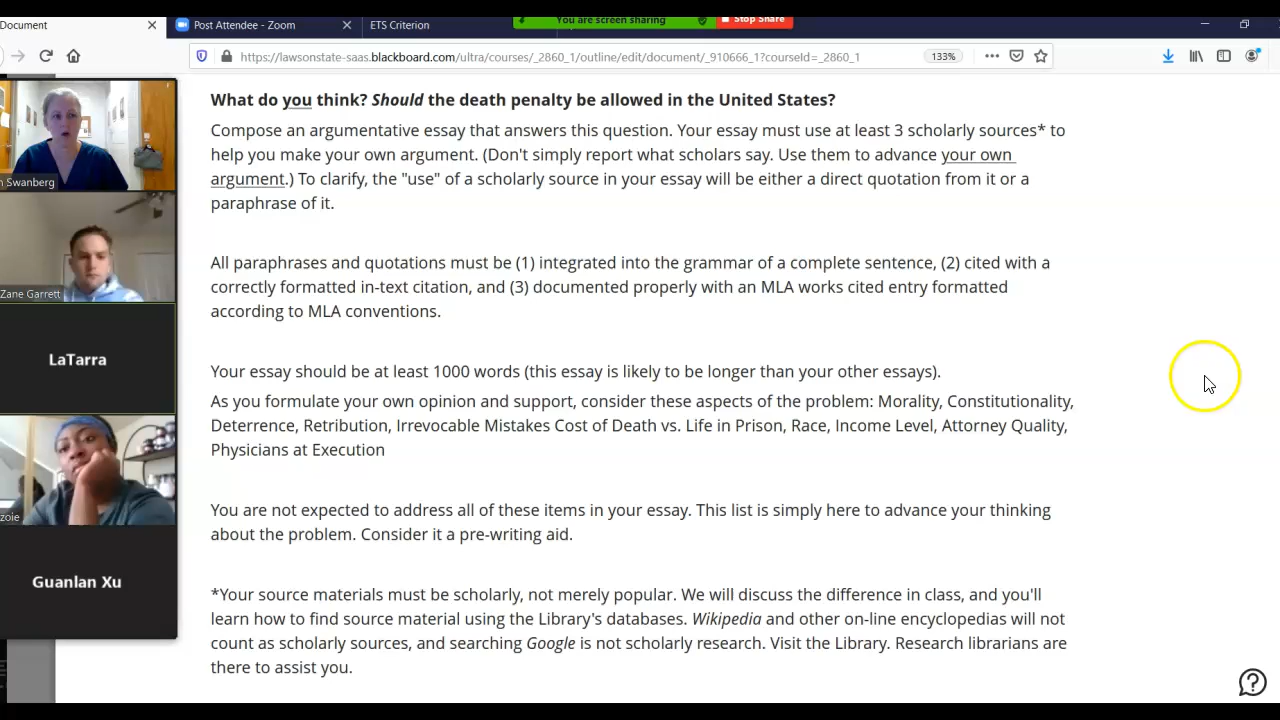 Document
Post Attendee - Zoom
ETS Criterion
You are screen sharing
Stop Share
https://lawsonstate-saas.blackboard.com/ultra/courses/_2860_1/outline/edit/document/_910666_1?courseId=_2860_1
133%
What do you think? Should the death penalty be allowed in the United States?
Compose an argumentative essay that answers this question. Your essay must use at least 3 scholarly sources* to
help you make your own argument. (Don't simply report what scholars say. Use them to advance your own
argument.) To clarify, the "use" of a scholarly source in your essay will be either a direct quotation from it or a
paraphrase of it.
All paraphrases and quotations must be (1) integrated into the grammar of a complete sentence, (2) cited with a
correctly formatted in-text citation, and (3) documented properly with an MLA works cited entry formatted
according to MLA conventions.
Your essay should be at least 1000 words (this essay is likely to be longer than your other essays).
As you formulate your own opinion and support, consider these aspects of the problem: Morality, Constitutionality,
Deterrence, Retribution, Irrevocable Mistakes Cost of Death vs. Life in Prison, Race, Income Level, Attorney Quality,
Physicians at Execution
You are not expected to address all of these items in your essay. This list is simply here to advance your thinking
about the problem. Consider it a pre-writing aid.
*Your source materials must be scholarly, not merely popular. We will discuss the difference in class, and you'll
learn how to find source material using the Library's databases. Wikipedia and other on-line encyclopedias will not
count as scholarly sources, and searching Google is not scholarly research. Visit the Library. Research librarians are
there to assist you.
n Swanberg
Zane Garrett
LaTarra
zoie
Guanlan Xu